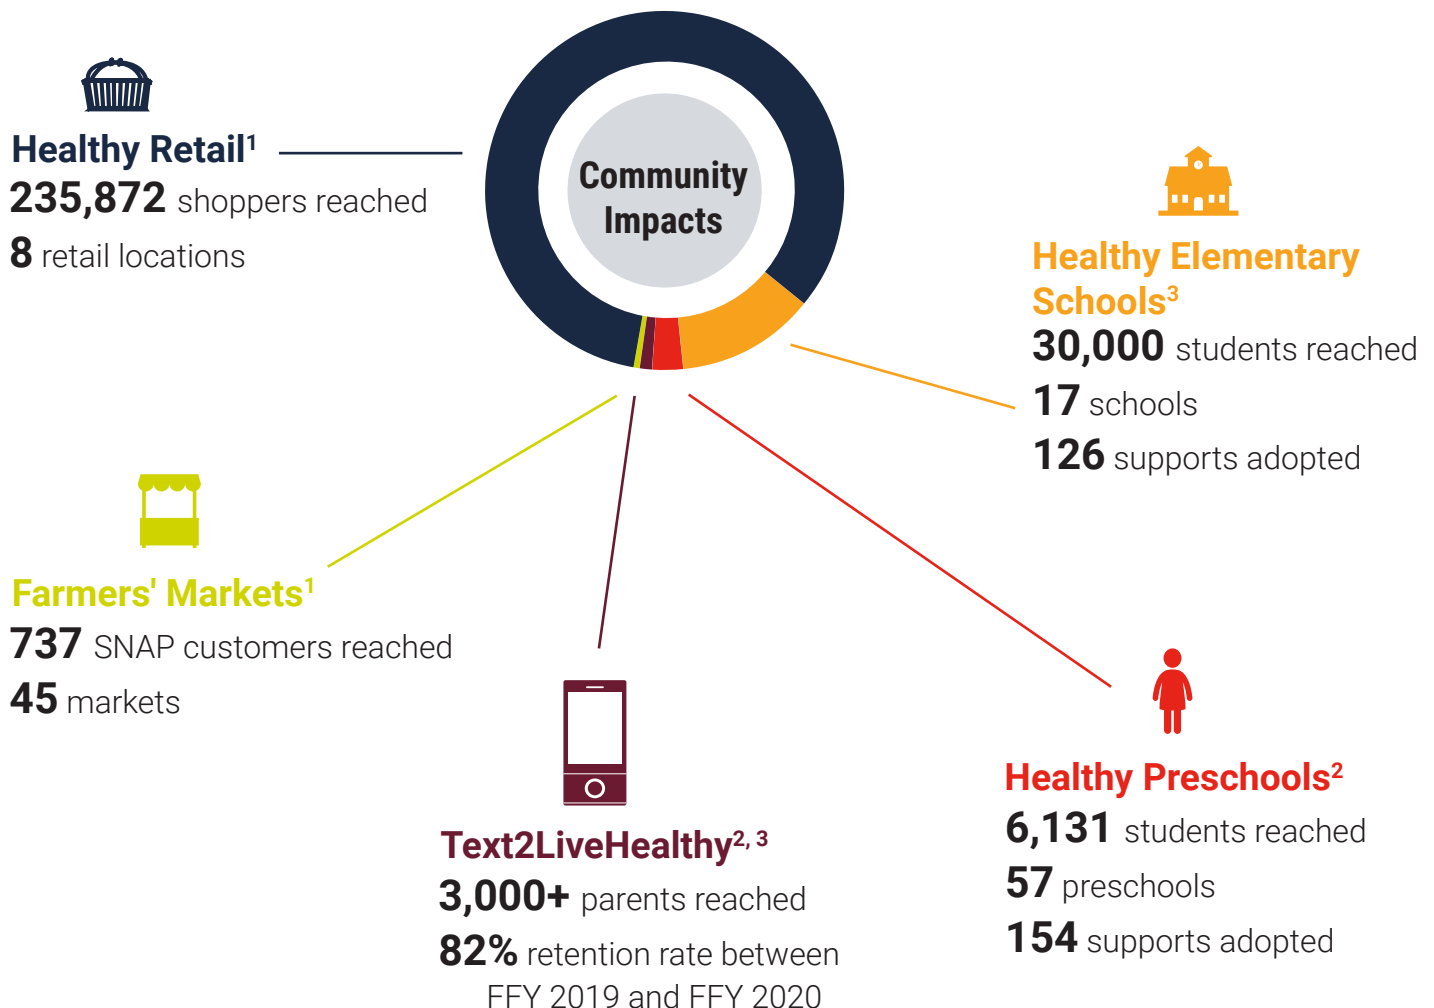 Community
Impacts
Healthy Retail¹
235,872 shoppers reached
8 retail locations
Healthy Elementary
Schools³
30,000 students reached
17 schools
126 supports adopted
Farmers' Markets¹
737 SNAP customers reached
45 markets
Text2LiveHealthy²,³
3,000+ parents reached
82% retention rate between
FFY 2019 and FFY 2020
Healthy Preschools²
6,131 students reached
57 preschools
154 supports adopted